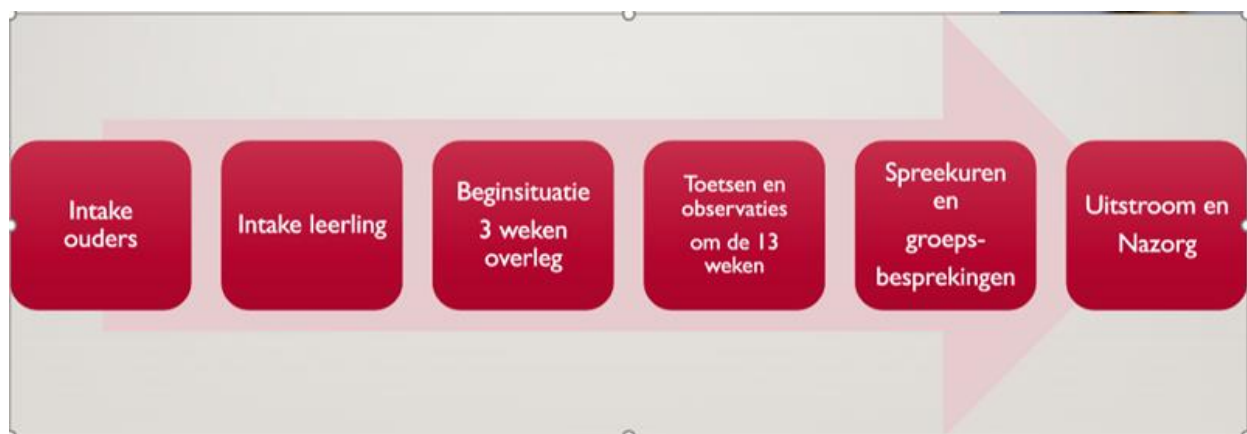 Intake
ouders
Intake leerling
Beginsituatie
3 weken
overleg
Toetsen en
observaties
om de 13
weken
Spreekuren
en
groeps-
besprekingen
Uitstroom en
Nazorg